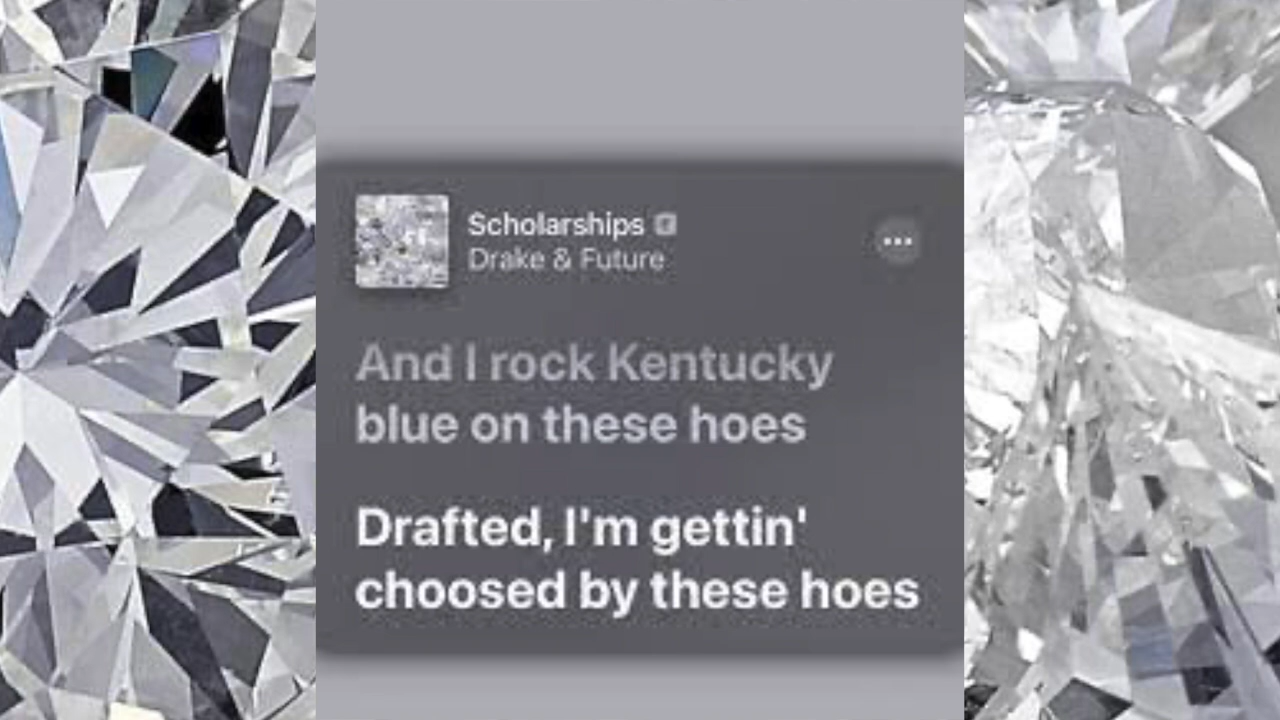 Scholarships E
Drake & Future
And I rock Kentucky
blue on these hoes
Drafted, I'm gettin'
choosed by these hoes